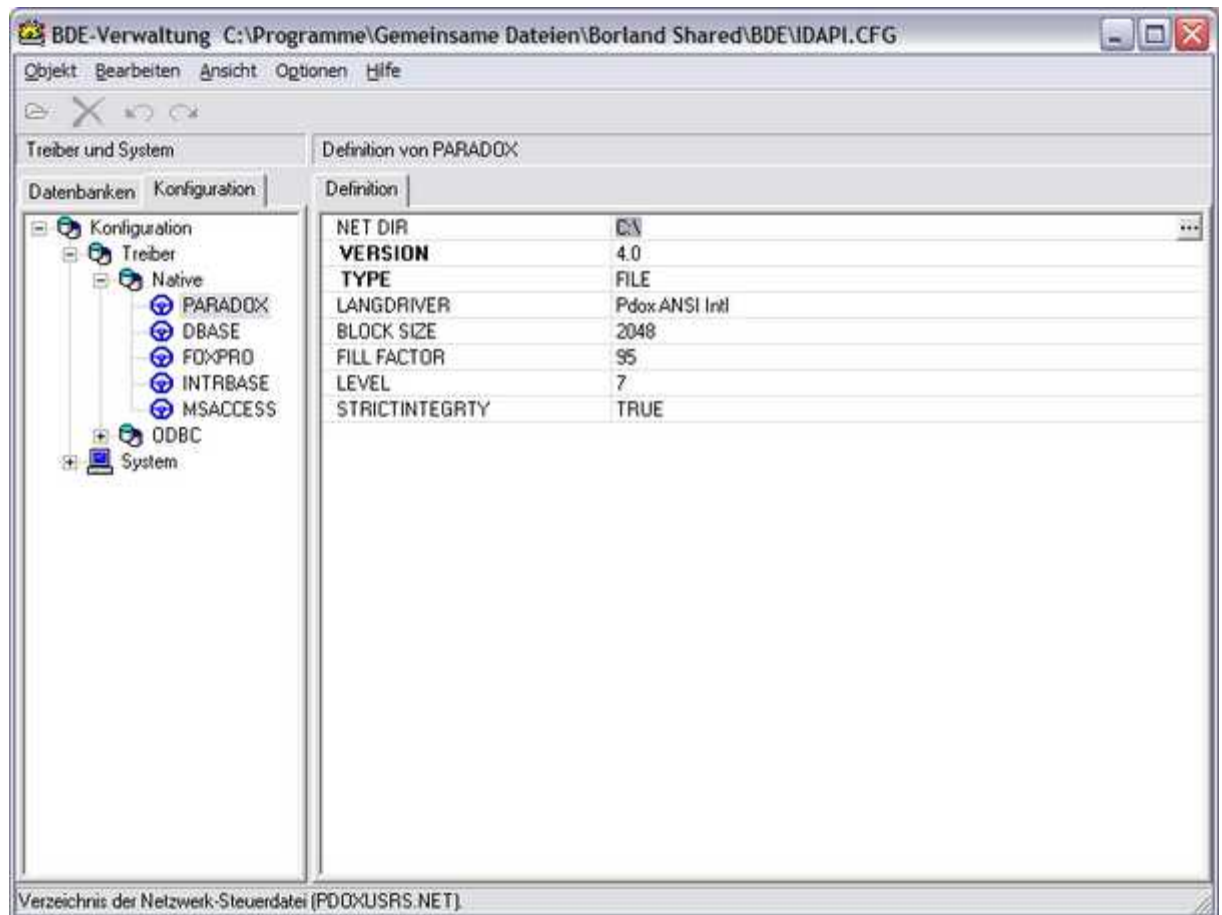 BDE-Verwaltung C:\Programme\Gemeinsame Dateien\Borland Shared\BDE\IDAPI.CFG
Objekt Bearbeiten Ansicht Optionen Hilfe
Treiber und System
Definition von PARADOX
Datenbanken Konfiguration
Definition
Konfiguration
Treiber
Native
PARADOX
DBASE
FOXPRO
INTRBASE
MSACCESS
ODBC
System
NET DIR C:\
VERSION 4.0
TYPE FILE
LANGDRIVER Pdox ANSI Intl
BLOCK SIZE 2048
FILL FACTOR 95
LEVEL 7
STRICTINTEGRTY TRUE
Verzeichnis der Netzwerk-Steuerdatei (PDOXUSRS.NET)